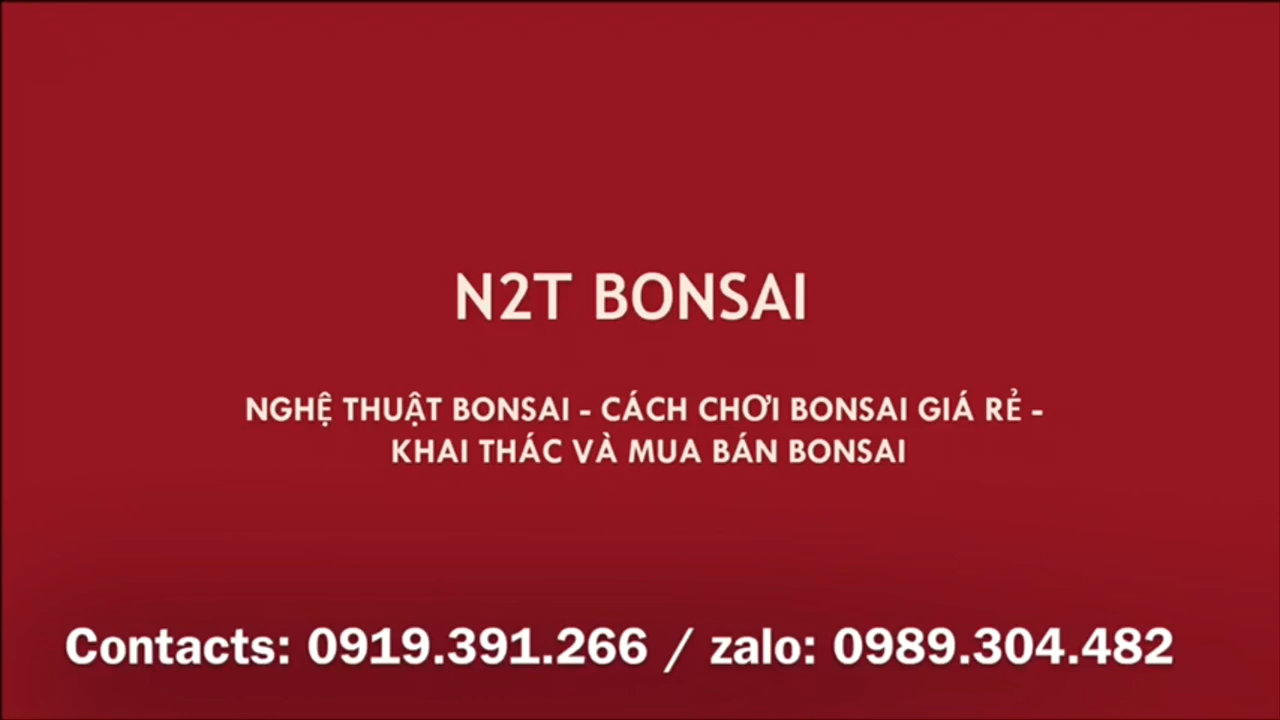 N2T BONSAI
NGHỆ THUẬT BONSAI - CÁCH CHƠI BONSAI GIÁ RẺ -
KHAI THÁC VÀ MUA BÁN BONSAI
Contacts: 0919.391.266 / zalo: 0989.304.482